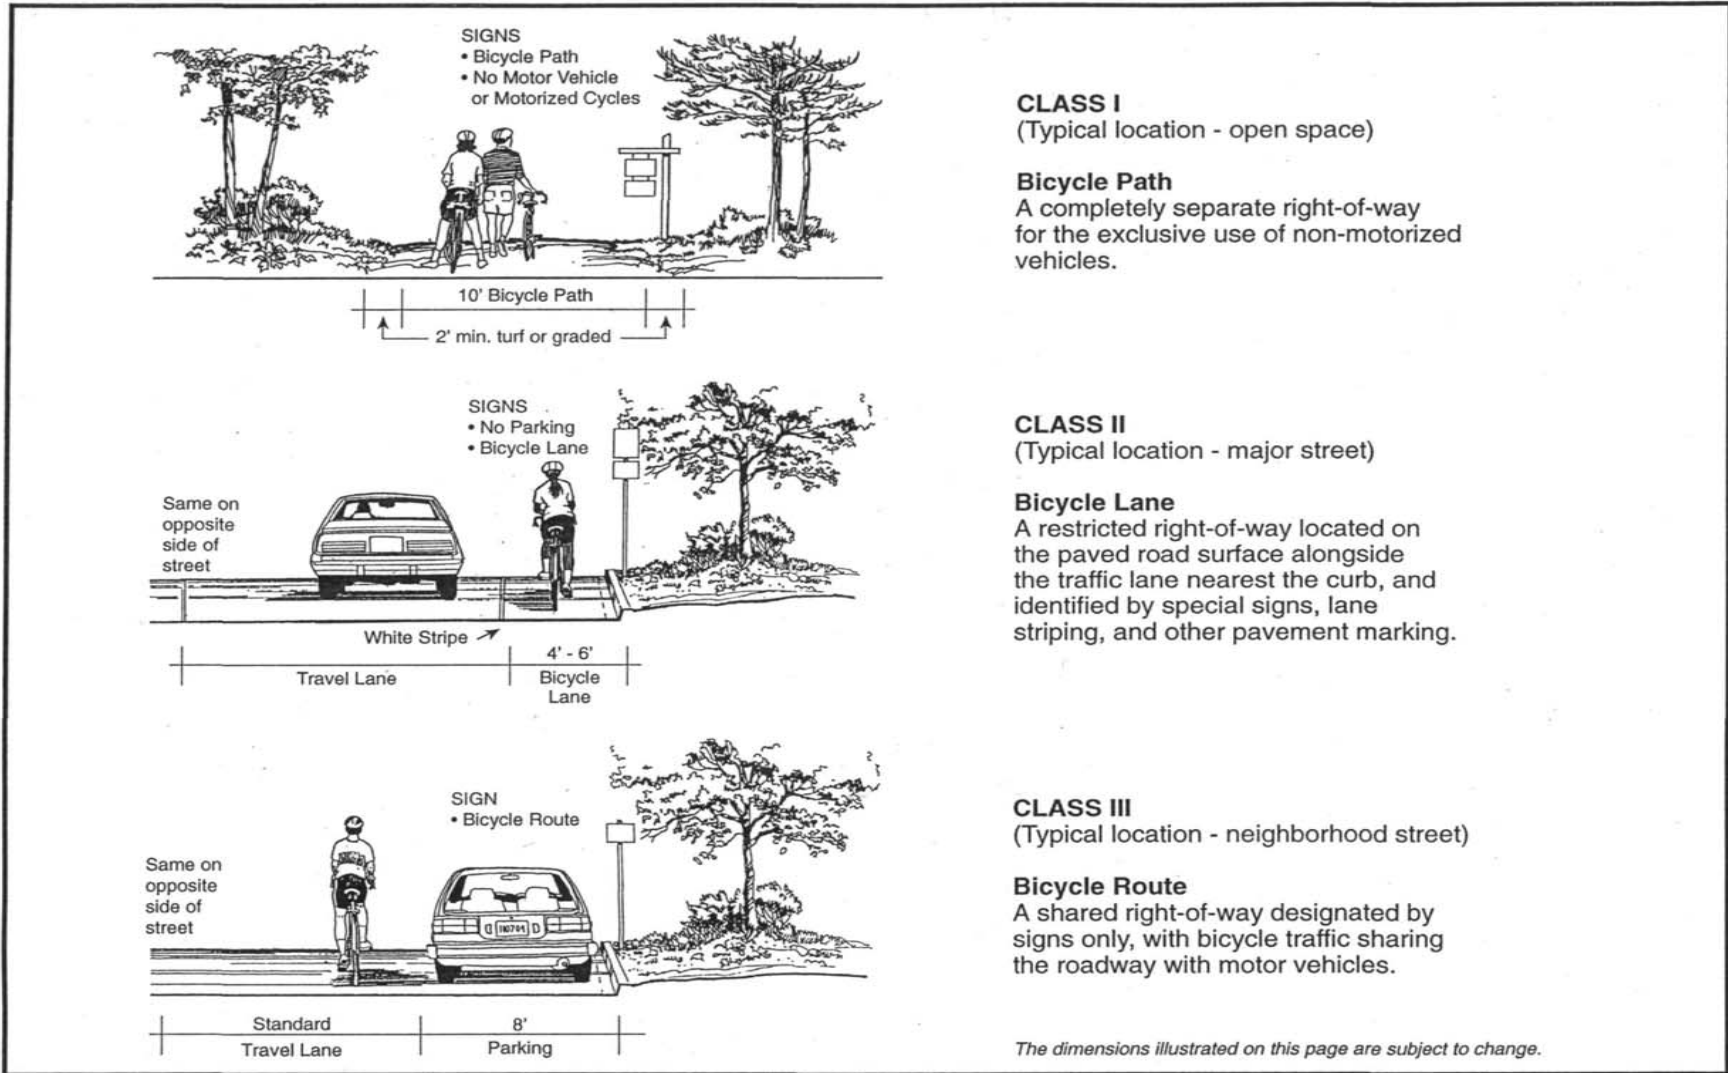 SIGNS
• Bicycle Path
• No Motor Vehicle
or Motorized Cycles
10' Bicycle Path
2' min. turf or graded
CLASS I
(Typical location - open space)
Bicycle Path
A completely separate right-of-way
for the exclusive use of non-motorized
vehicles.
SIGNS
• No Parking
• Bicycle Lane
Same on
opposite
side of
street
White Stripe
4' - 6'
Travel Lane
Bicycle
Lane
CLASS II
(Typical location - major street)
Bicycle Lane
A restricted right-of-way located on
the paved road surface alongside
the traffic lane nearest the curb, and
identified by special signs, lane
striping, and other pavement marking.
SIGN
• Bicycle Route
Same on
opposite
side of
street
Standard
Travel Lane
8'
Parking
CLASS III
(Typical location - neighborhood street)
Bicycle Route
A shared right-of-way designated by
signs only, with bicycle traffic sharing
the roadway with motor vehicles.
The dimensions illustrated on this page are subject to change.